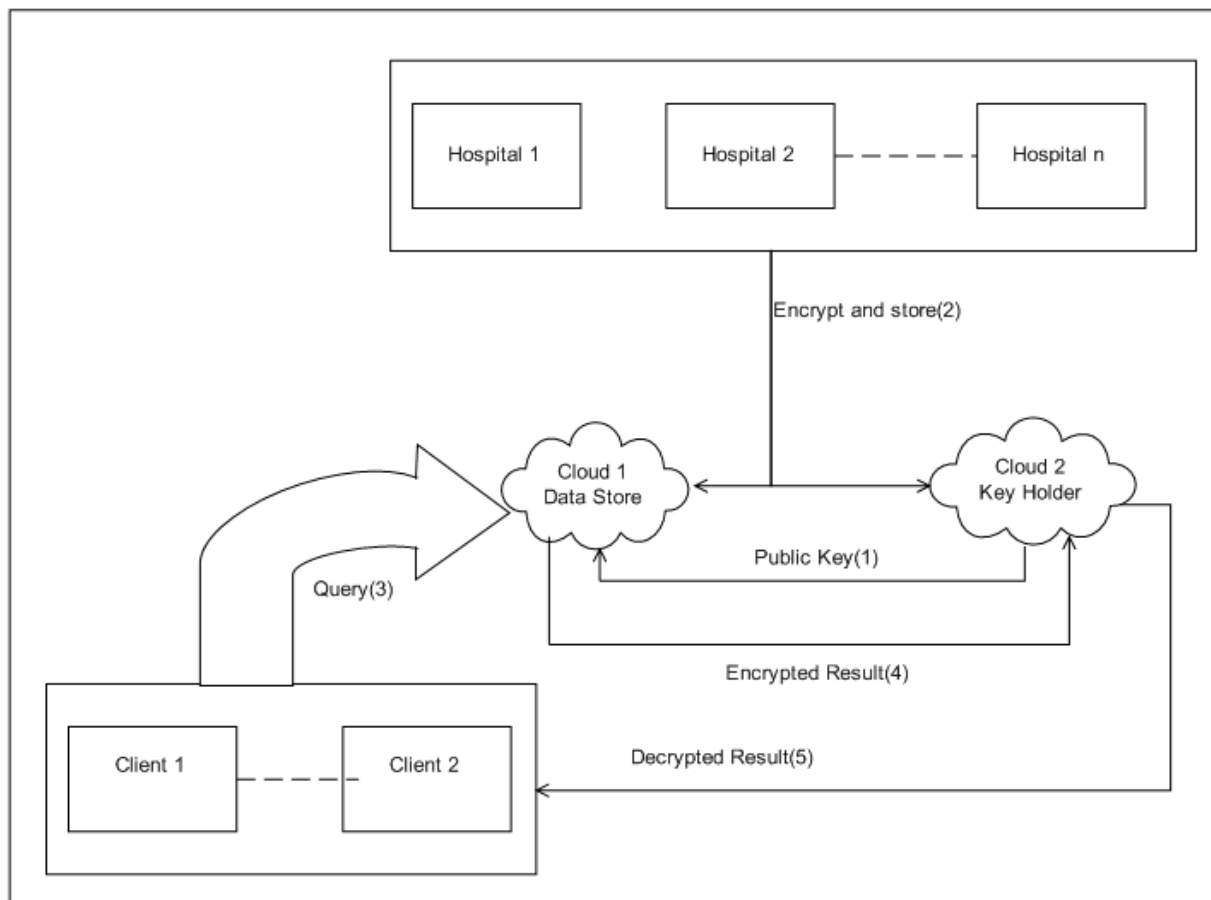 Hospital 1
Hospital 2
Hospital n
Encrypt and store(2)
Cloud 1
Data Store
Cloud 2
Key Holder
Public Key(1)
Query(3)
Encrypted Result(4)
Decrypted Result(5)
Client 1
Client 2